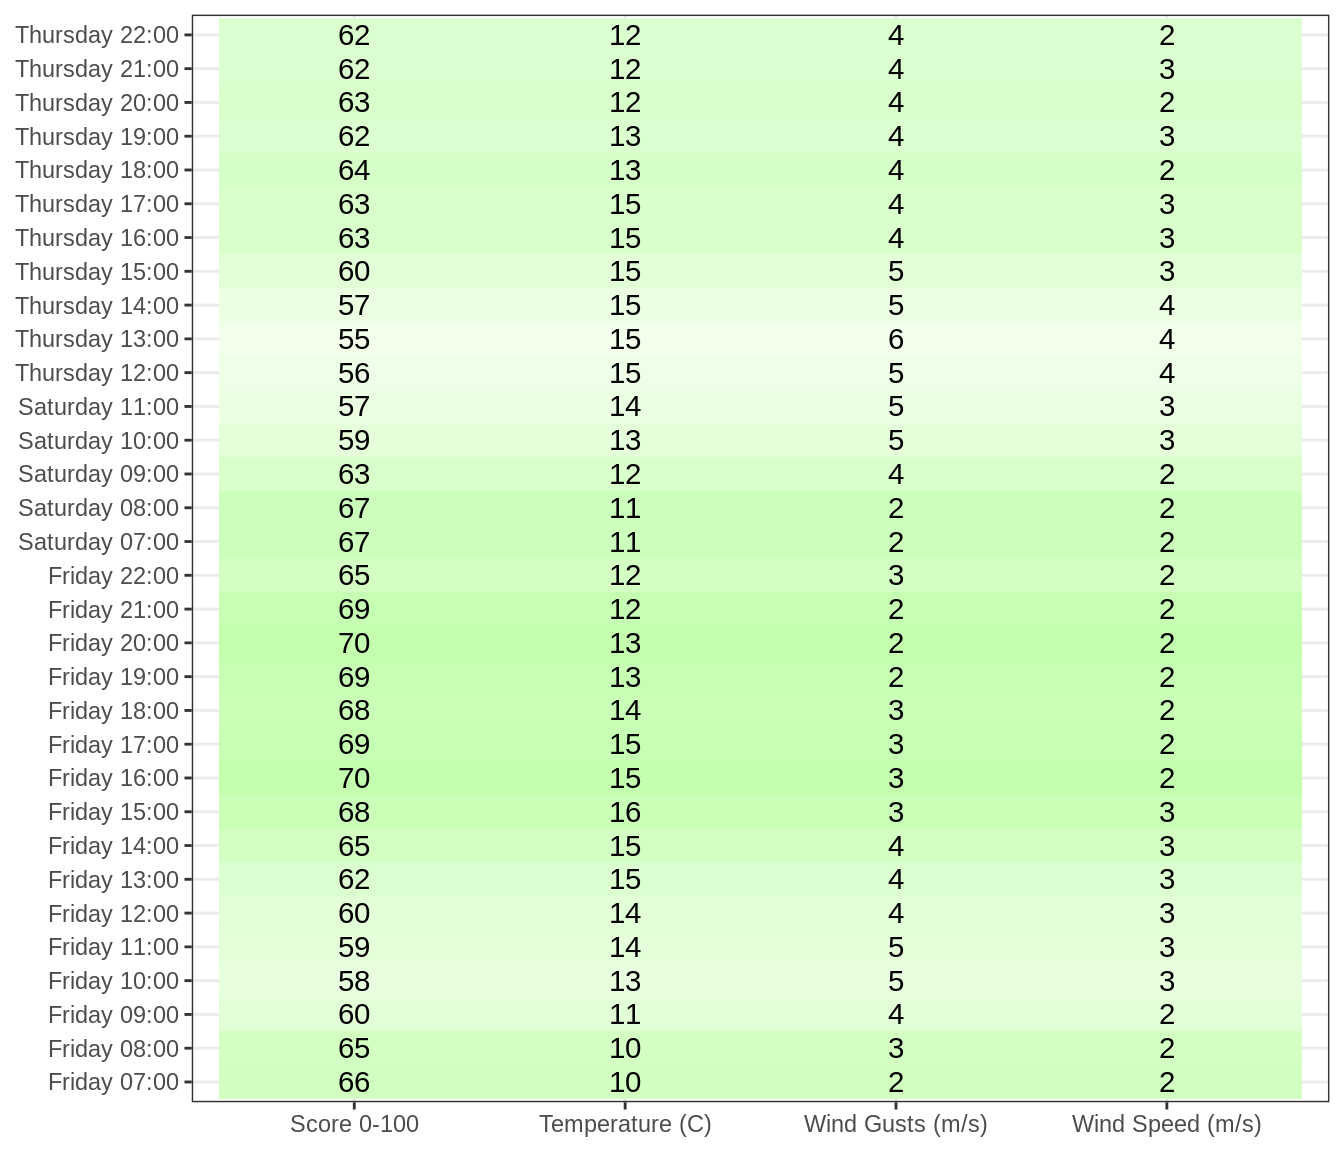 Thursday 22:00 62 12 4 2
Thursday 21:00 62 12 4 3
Thursday 20:00 63 12 4 2
Thursday 19:00 62 13 4 3
Thursday 18:00 64 13 4 2
Thursday 17:00 63 15 4 3
Thursday 16:00 63 15 4 3
Thursday 15:00 60 15 5 3
Thursday 14:00 57 15 5 4
Thursday 13:00 55 15 6 4
Thursday 12:00 56 15 5 4
Saturday 11:00 57 14 5 3
Saturday 10:00 59 13 5 3
Saturday 09:00 63 12 4 2
Saturday 08:00 67 11 2 2
Saturday 07:00 67 11 2 2
Friday 22:00 65 12 3 2
Friday 21:00 69 12 2 2
Friday 20:00 70 13 2 2
Friday 19:00 69 13 2 2
Friday 18:00 68 14 3 2
Friday 17:00 69 15 3 2
Friday 16:00 70 15 3 2
Friday 15:00 68 16 3 3
Friday 14:00 65 15 4 3
Friday 13:00 62 15 4 3
Friday 12:00 60 14 4 3
Friday 11:00 59 14 5 3
Friday 10:00 58 13 5 3
Friday 09:00 60 11 4 2
Friday 08:00 65 10 3 2
Friday 07:00 66 10 2 2
Score 0-100 Temperature (C) Wind Gusts (m/s) Wind Speed (m/s)